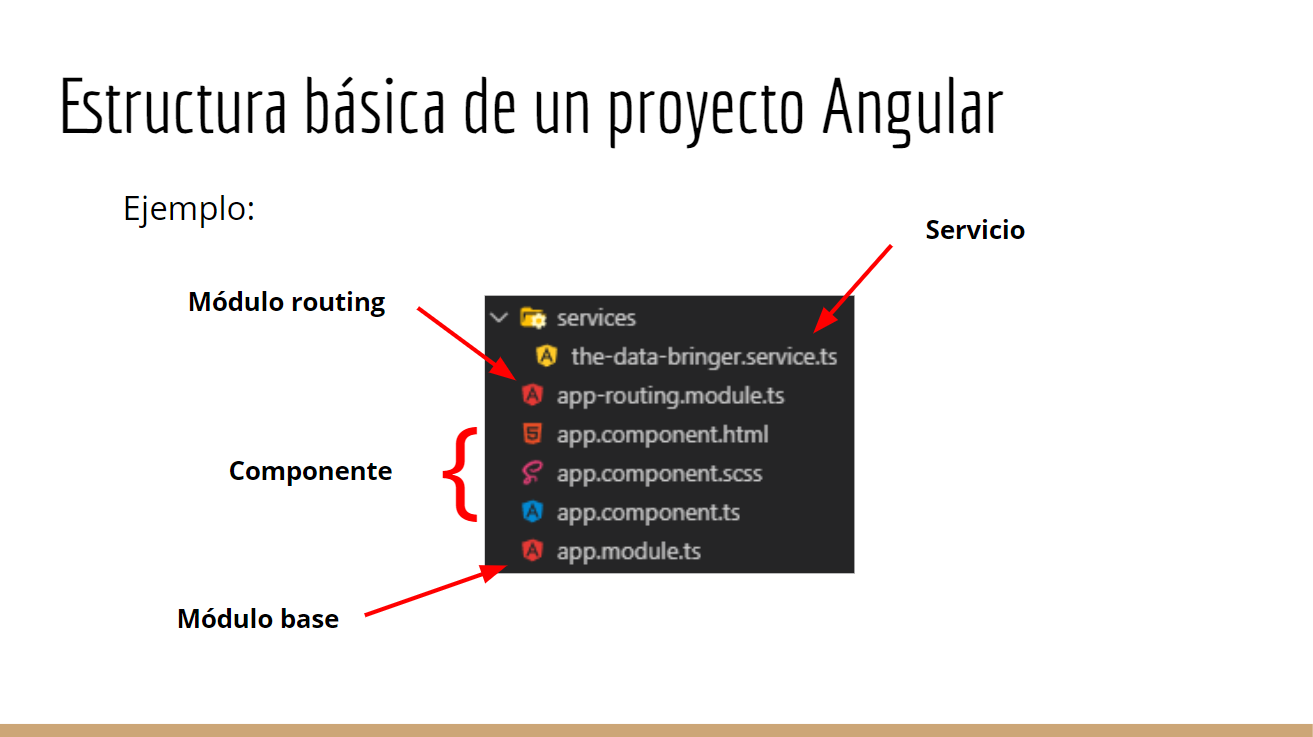 Estructura básica de un proyecto Angular
Ejemplo:
Servicio
Módulo routing
services
the-data-bringer.service.ts
app-routing.module.ts
app.component.html
Componente
app.component.scss
app.component.ts
app.module.ts
Módulo base